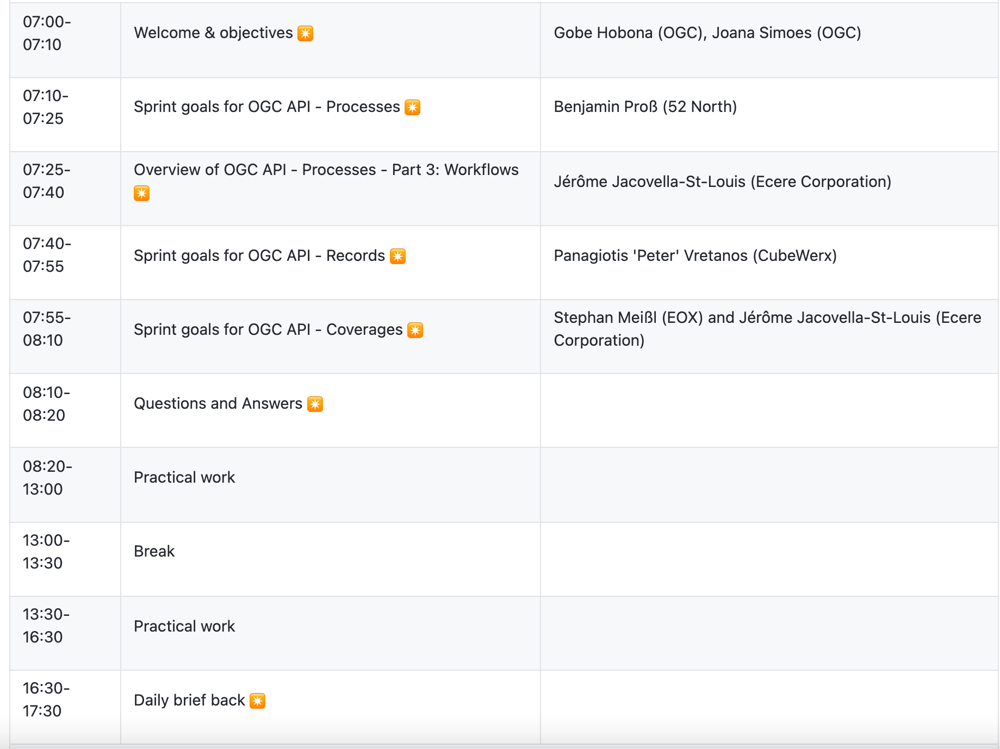 07:00-
07:10
Welcome & objectives ✴️
Gobe Hobona (OGC), Joana Simoes (OGC)
07:10-
07:25
Sprint goals for OGC API - Processes ✴️
Benjamin Proß (52 North)
07:25-
07:40
Overview of OGC API - Processes - Part 3: Workflows
✴️
Jérôme Jacovella-St-Louis (Ecere Corporation)
07:40-
07:55
Sprint goals for OGC API - Records ✴️
Panagiotis 'Peter' Vretanos (CubeWerx)
07:55-
08:10
Sprint goals for OGC API - Coverages ✴️
Stephan Meißl (EOX) and Jérôme Jacovella-St-Louis (Ecere
Corporation)
08:10-
08:20
Questions and Answers ✴️
08:20-
13:00
Practical work
13:00-
13:30
Break
13:30-
16:30
Practical work
16:30-
17:30
Daily brief back ✴️